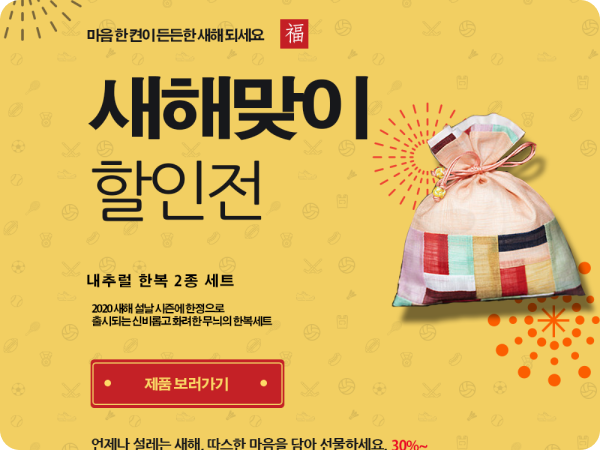 마음 한 켠이 든든한 새해 되세요 福
새해맞이
할인전
내추럴 한복 2종 세트
2020 새해 설날 시즌에 한정으로
출시되는 신비롭고 화려한 무늬의 한복세트
제품 보러가기
언제나 설레는 새해, 따스한 마음을 담아 선물하세요. 30%~